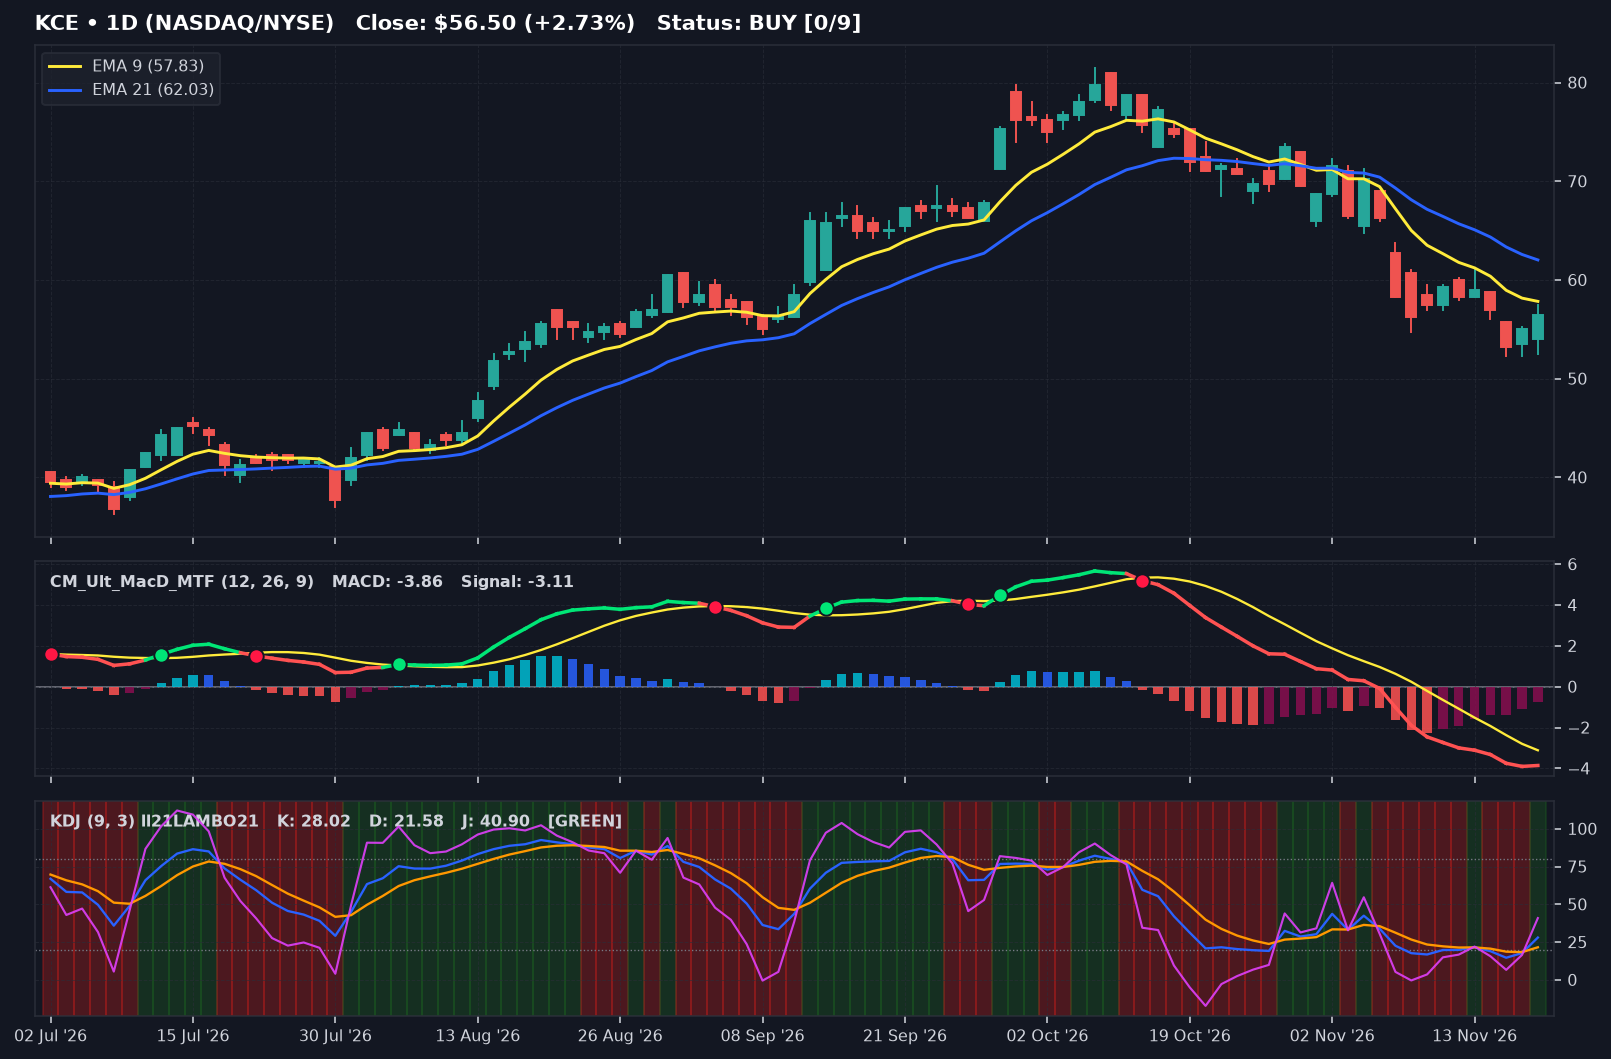 KCE • 1D (NASDAQ/NYSE)   Close: $56.50 (+2.73%)   Status: BUY [0/9]
EMA 9 (57.83)
EMA 21 (62.03)
80
70
60
50
40
CM_Ult_MacD_MTF (12, 26, 9)   MACD: -3.86   Signal: -3.11
6
4
2
0
−2
−4
KDJ (9, 3) ll21LAMBO21   K: 28.02   D: 21.58   J: 40.90   [GREEN]
100
75
50
25
0
02 Jul '26   15 Jul '26   30 Jul '26   13 Aug '26   26 Aug '26   08 Sep '26   21 Sep '26   02 Oct '26   19 Oct '26   02 Nov '26   13 Nov '26